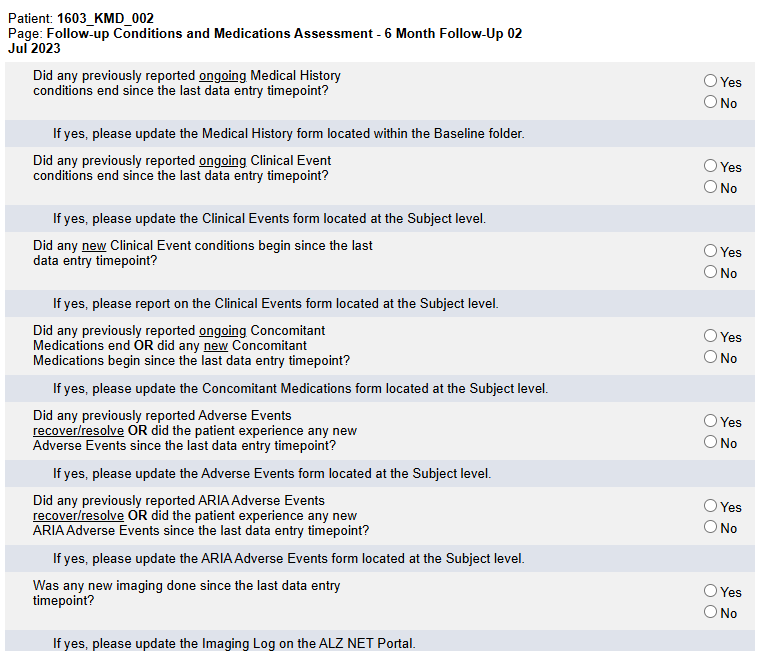 Patient: 1603_KMD_002
Page: Follow-up Conditions and Medications Assessment - 6 Month Follow-Up 02
Jul 2023
Did any previously reported ongoing Medical History
conditions end since the last data entry timepoint?
Yes
No
If yes, please update the Medical History form located within the Baseline folder.
Did any previously reported ongoing Clinical Event
conditions end since the last data entry timepoint?
Yes
No
If yes, please update the Clinical Events form located at the Subject level.
Did any new Clinical Event conditions begin since the last
data entry timepoint?
Yes
No
If yes, please report on the Clinical Events form located at the Subject level.
Did any previously reported ongoing Concomitant
Medications end OR did any new Concomitant
Medications begin since the last data entry timepoint?
Yes
No
If yes, please update the Concomitant Medications form located at the Subject level.
Did any previously reported Adverse Events
recover/resolve OR did the patient experience any new
Adverse Events since the last data entry timepoint?
Yes
No
If yes, please update the Adverse Events form located at the Subject level.
Did any previously reported ARIA Adverse Events
recover/resolve OR did the patient experience any new
ARIA Adverse Events since the last data entry timepoint?
Yes
No
If yes, please update the ARIA Adverse Events form located at the Subject level.
Was any new imaging done since the last data entry
timepoint?
Yes
No
If yes, please update the Imaging Log on the ALZ NET Portal.